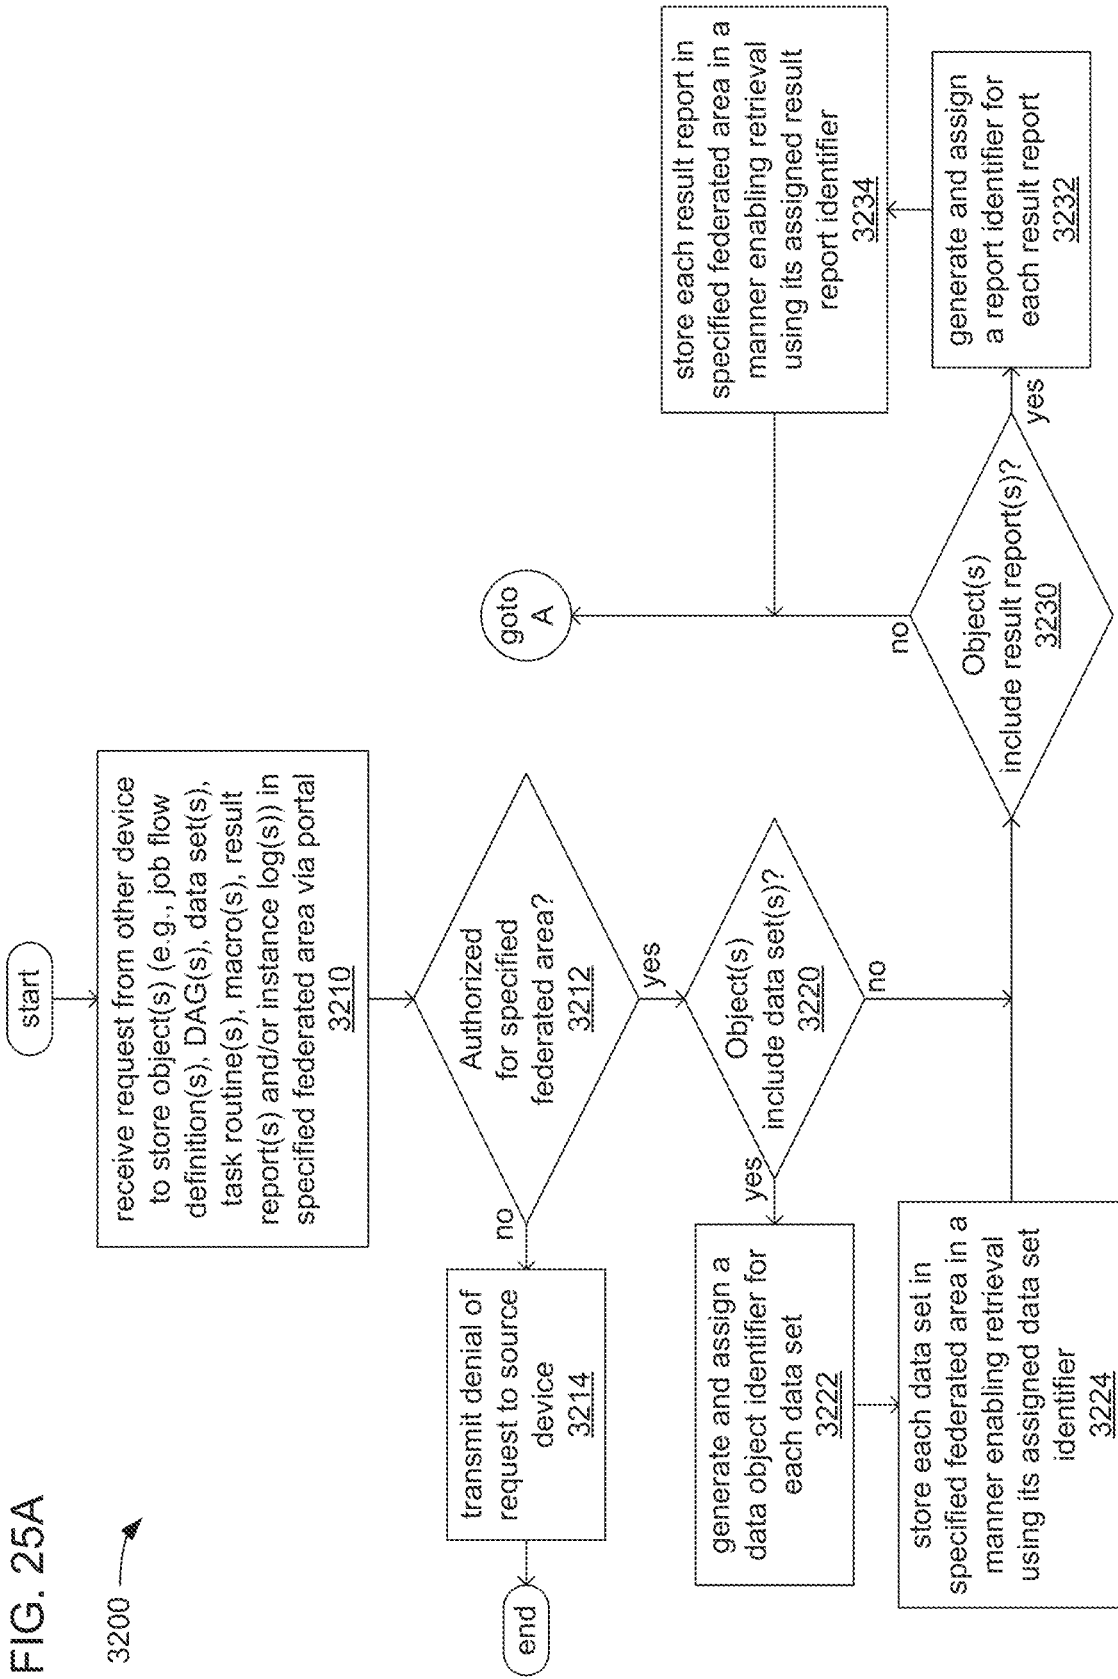 FIG. 25A
3200
start
receive request from other device
to store object(s) (e.g., job flow
definition(s), DAG(s), data set(s),
task routine(s), macro(s), result
report(s) and/or instance log(s)) in
specified federated area via portal
3210
Authorized
for specified
federated area?
3212
no
yes
transmit denial of
request to source
device
3214
end
Object(s)
include data set(s)?
3220
yes
no
generate and assign a
data object identifier for
each data set
3222
store each data set in
specified federated area in a
manner enabling retrieval
using its assigned data set
identifier
3224
Object(s)
include result report(s)?
3230
no
yes
generate and assign
a report identifier for
each result report
3232
store each result report in
specified federated area in a
manner enabling retrieval
using its assigned result
report identifier
3234
goto
A